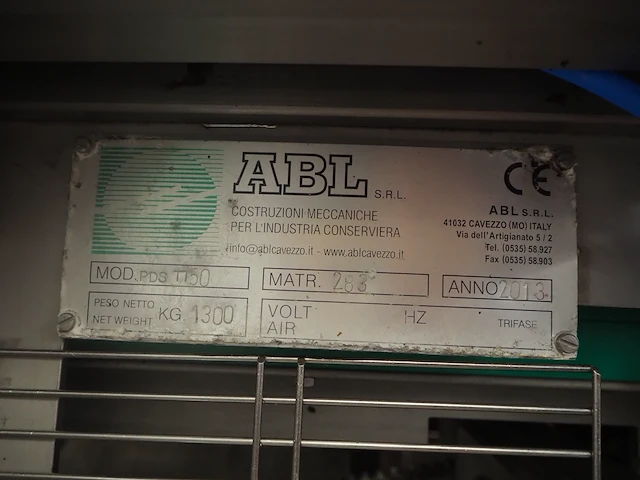 ABL S.R.L.
COSTRUZIONI MECCANICHE
PER L'INDUSTRIA CONSERVIERA
info@ablcavezzo.it - www.ablcavezzo.it
CE
ABL S.R.L.
41032 CAVEZZO (MO) ITALY
Via dell'Artigianato 5 / 2
Tel. (0535) 58.927
Fax (0535) 58.903
MOD. PDS 1150
MATR. 283
ANNO 2013
PESO NETTO
NET WEIGHT KG 1300
VOLT HZ
AIR TRIFASE